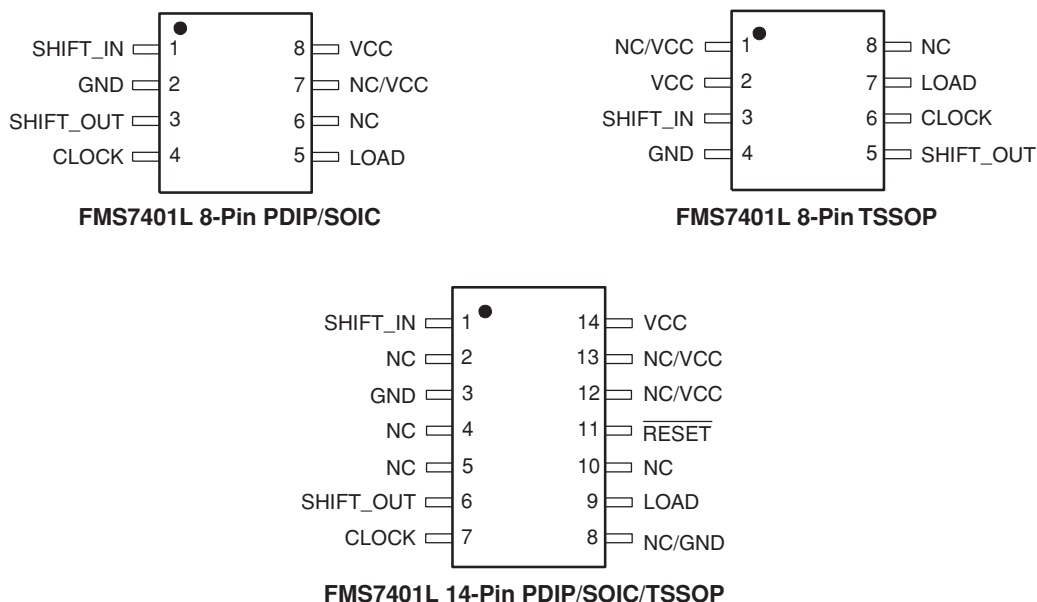 SHIFT_IN 1 8 VCC
GND 2 7 NC/VCC
SHIFT_OUT 3 6 NC
CLOCK 4 5 LOAD
FMS7401L 8-Pin PDIP/SOIC
NC/VCC 1 8 NC
VCC 2 7 LOAD
SHIFT_IN 3 6 CLOCK
GND 4 5 SHIFT_OUT
FMS7401L 8-Pin TSSOP
SHIFT_IN 1 14 VCC
NC 2 13 NC/VCC
GND 3 12 NC/VCC
NC 4 11 RESET
NC 5 10 NC
SHIFT_OUT 6 9 LOAD
CLOCK 7 8 NC/GND
FMS7401L 14-Pin PDIP/SOIC/TSSOP